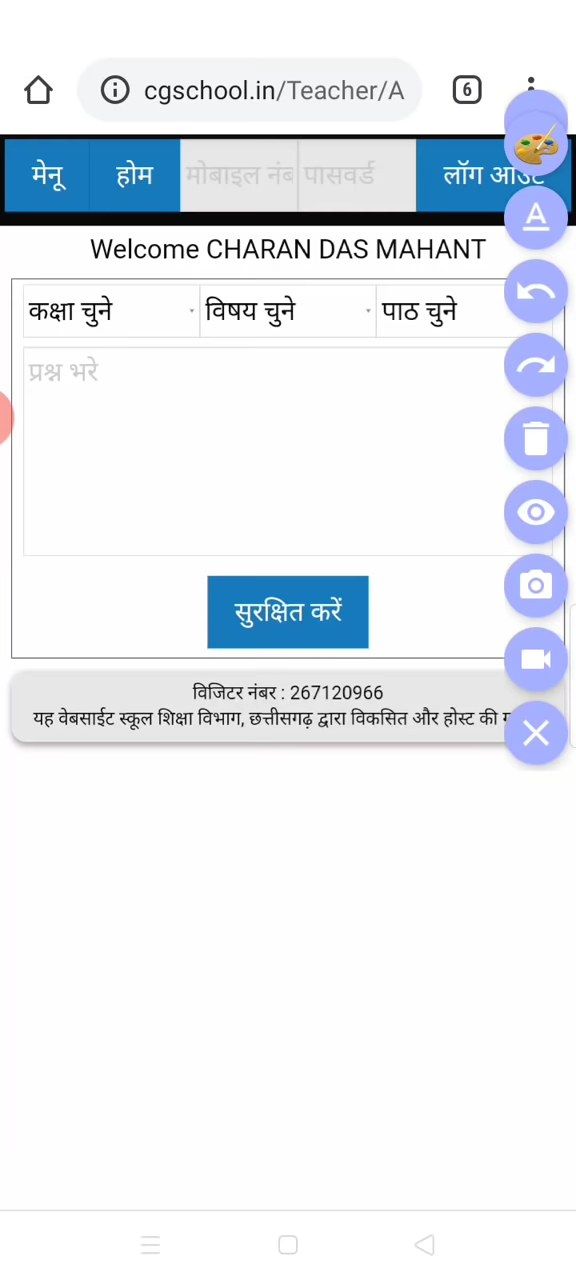 cgschool.in/Teacher/A
6
मेनू होम मोबाइल नंब पासवर्ड लॉग आउट
Welcome CHARAN DAS MAHANT
कक्षा चुने विषय चुने पाठ चुने
प्रश्न भरे
सुरक्षित करें
विजिटर नंबर : 267120966
यह वेबसाईट स्कूल शिक्षा विभाग, छत्तीसगढ़ द्वारा विकसित और होस्ट की
A